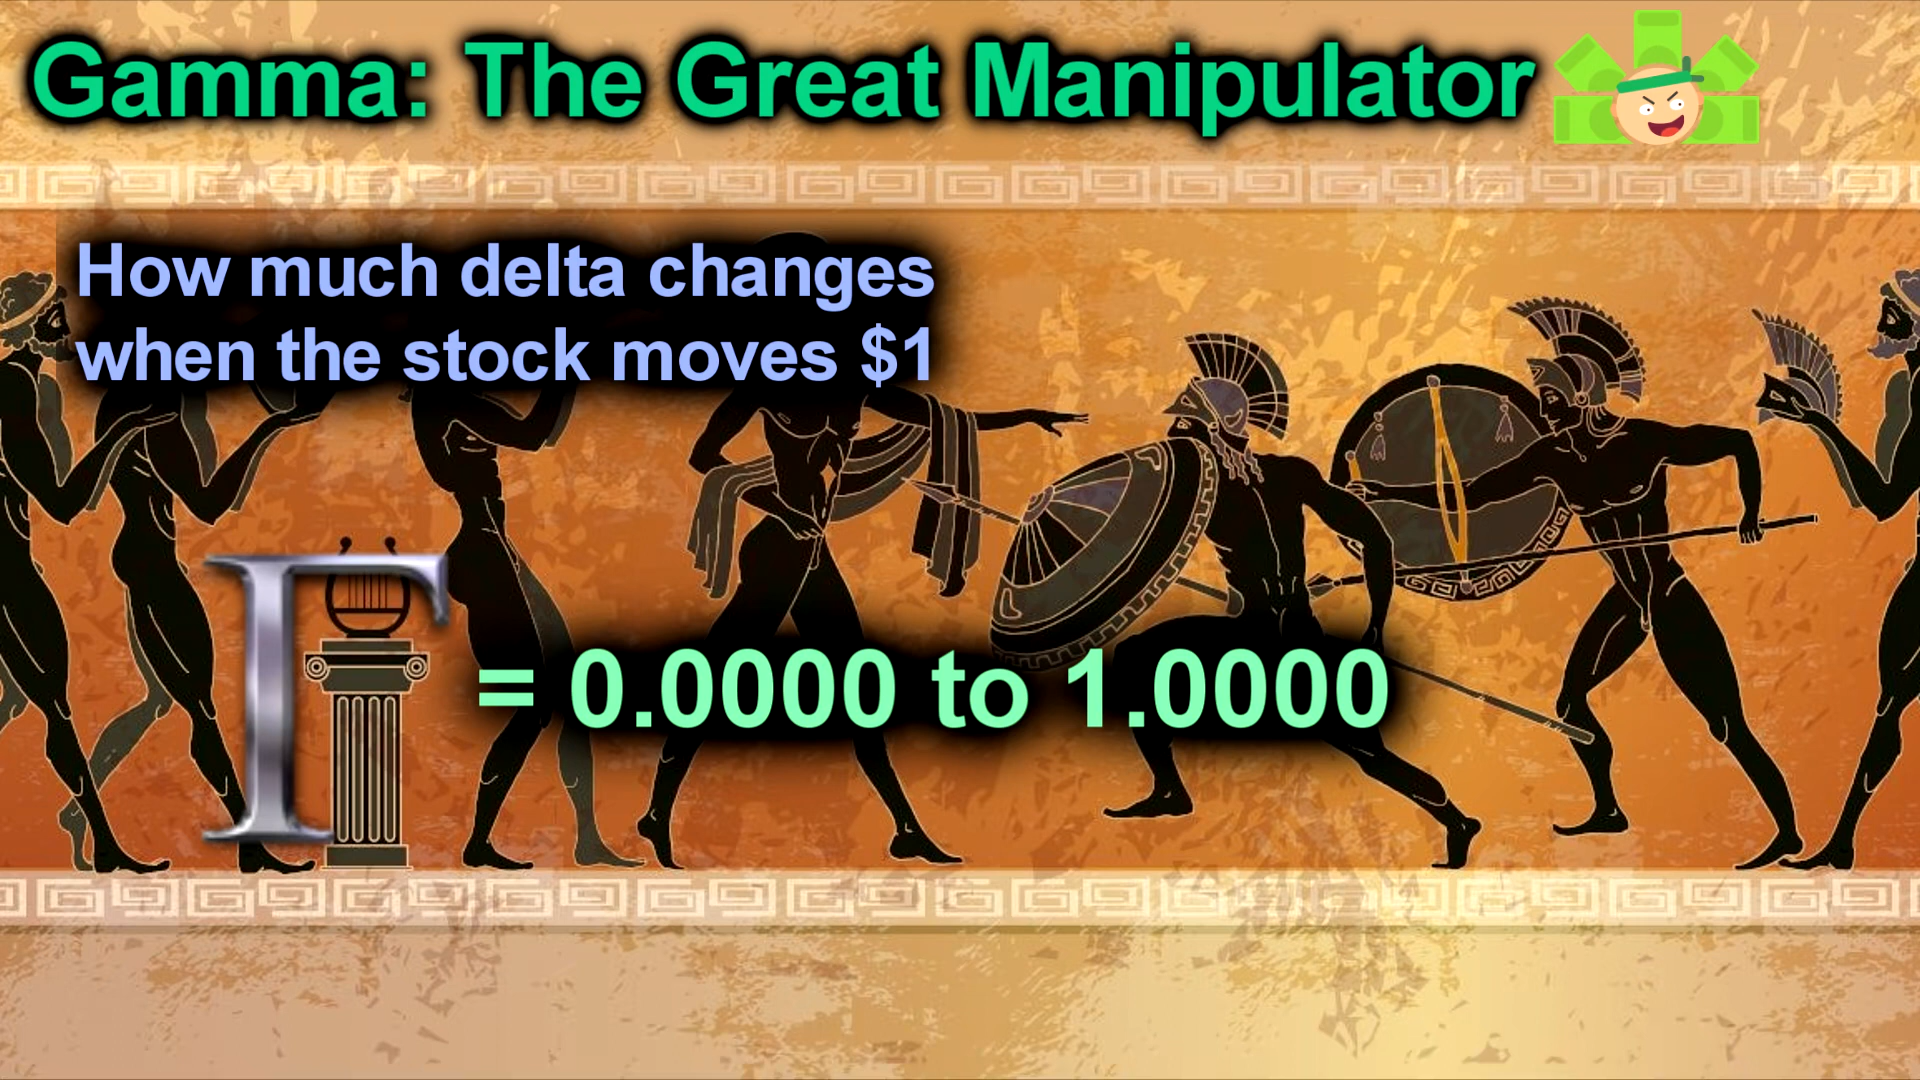 Gamma: The Great Manipulator
How much delta changes
when the stock moves $1
Γ = 0.0000 to 1.0000